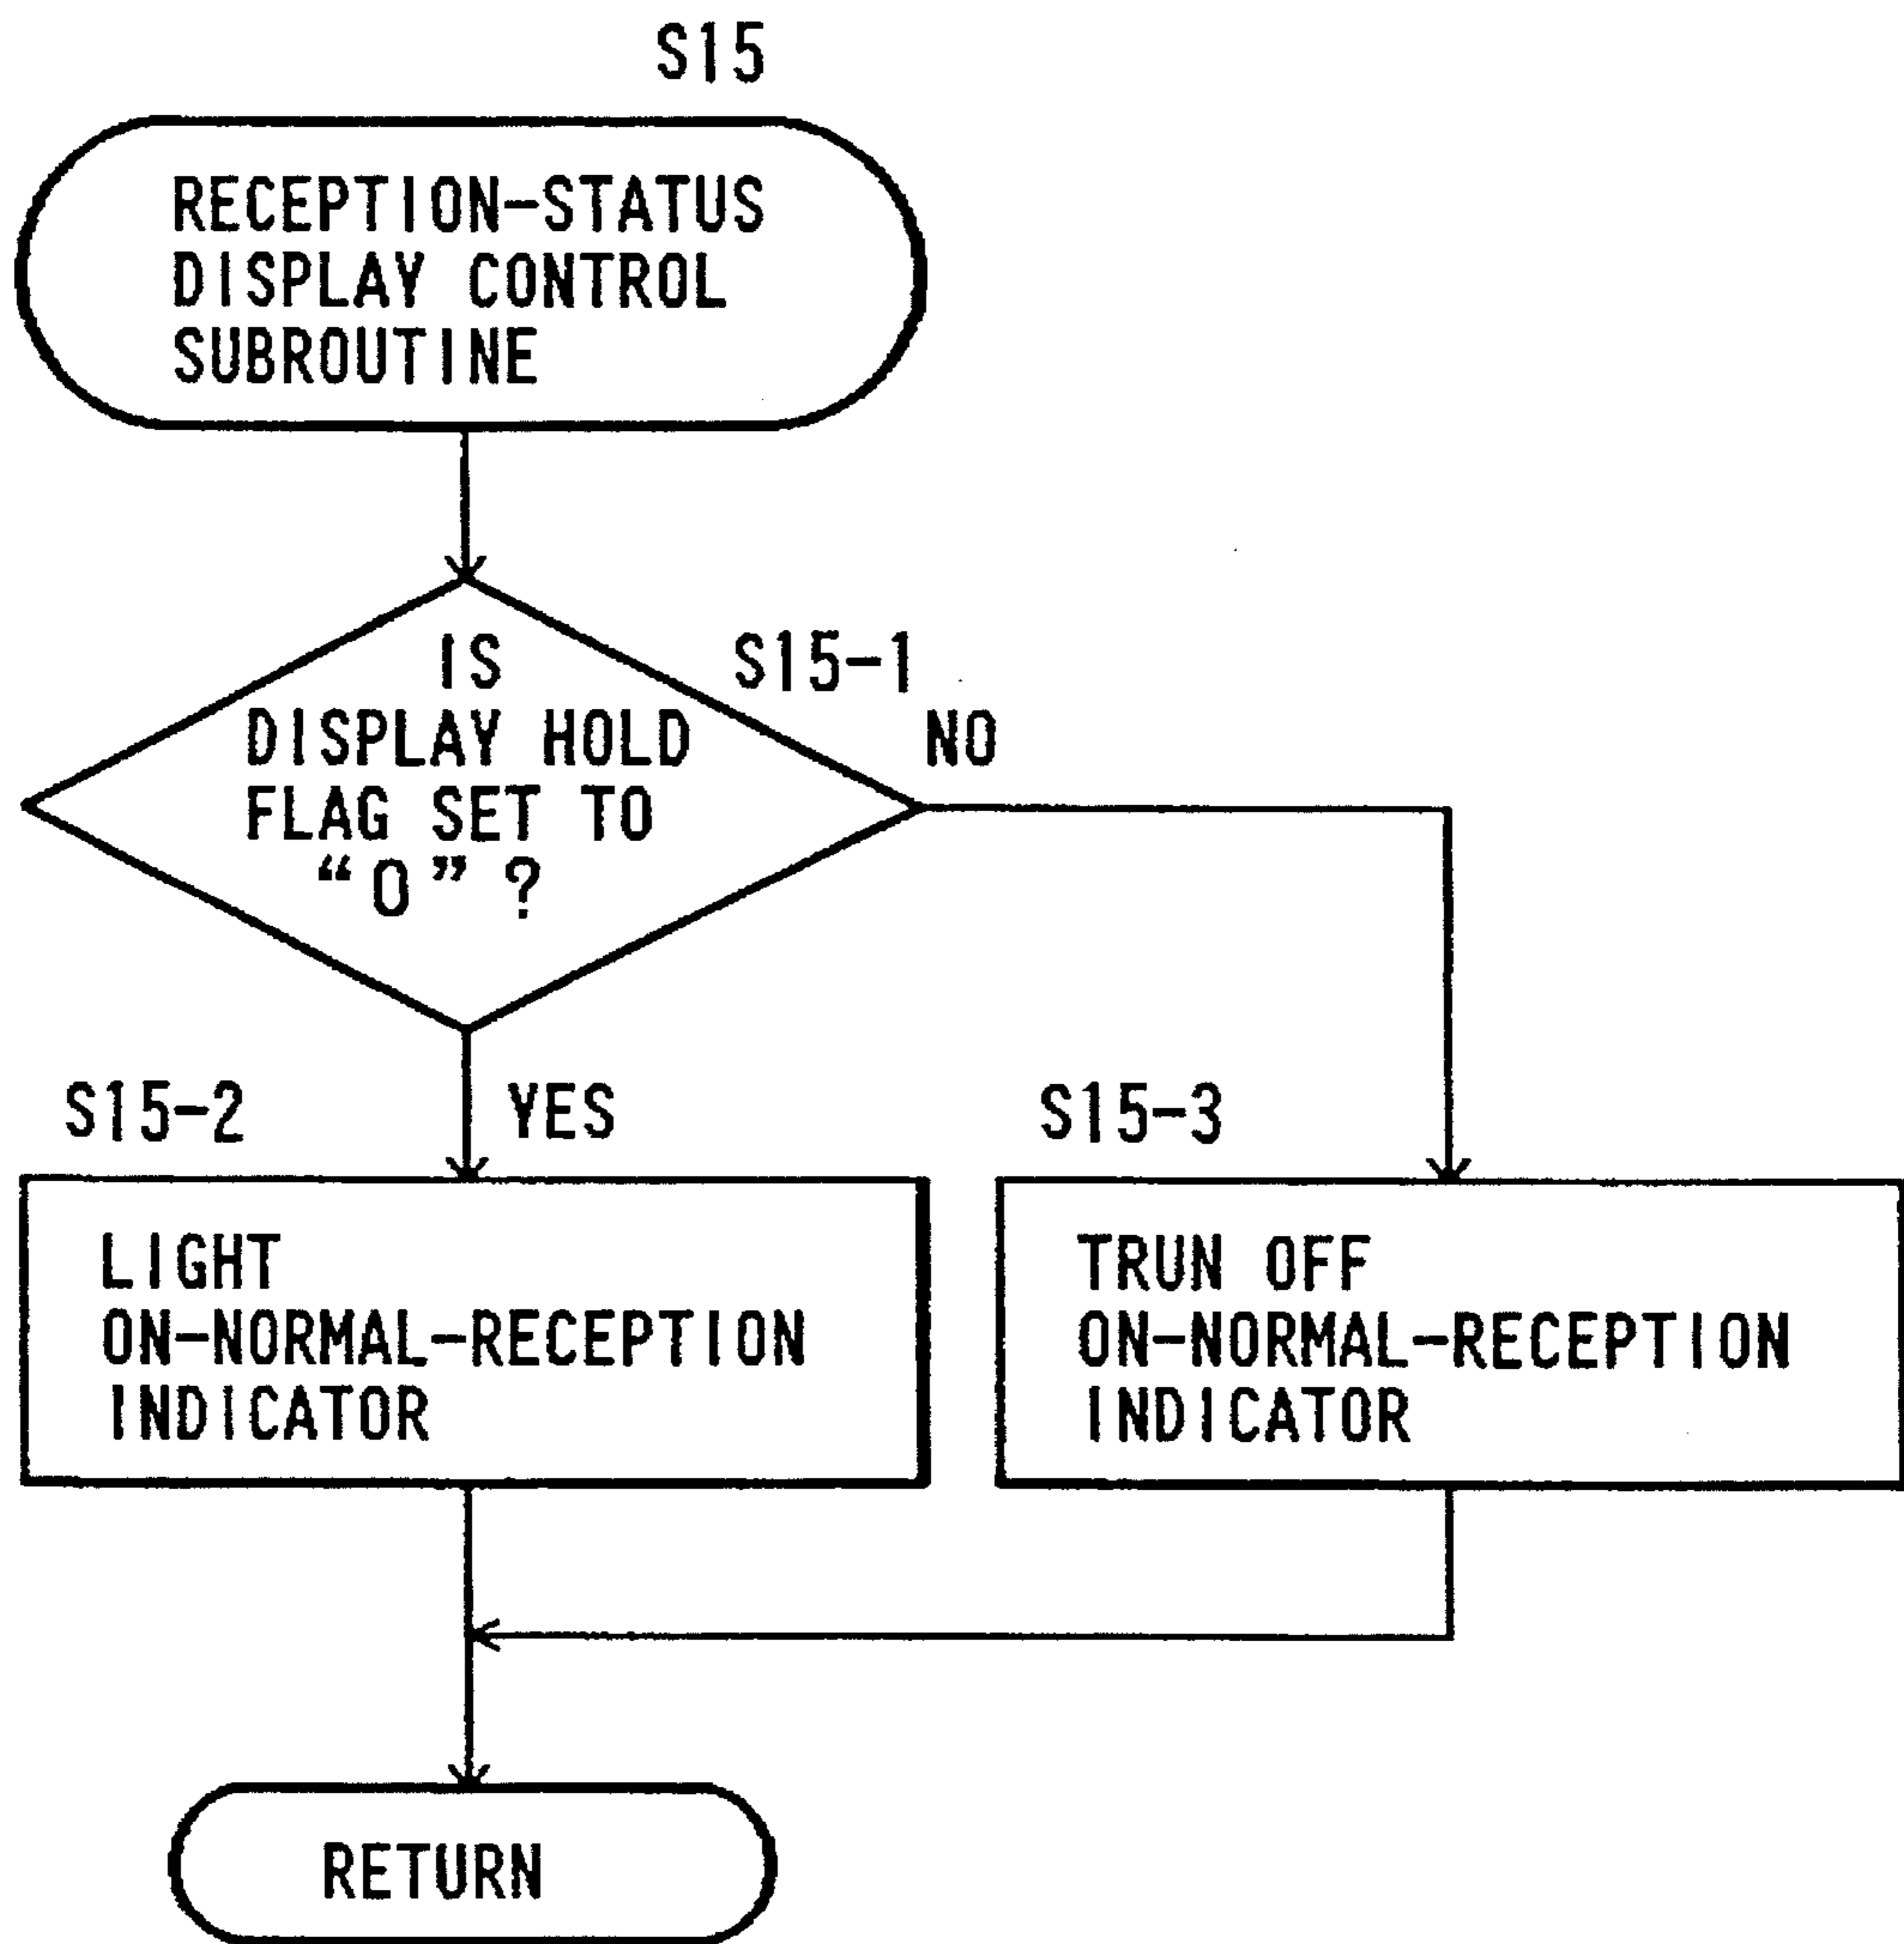 S15
RECEPTION-STATUS
DISPLAY CONTROL
SUBROUTINE
IS
DISPLAY HOLD
FLAG SET TO
“0” ?
S15-1
NO
S15-2
YES
S15-3
LIGHT
ON-NORMAL-RECEPTION
INDICATOR
TRUN OFF
ON-NORMAL-RECEPTION
INDICATOR
RETURN